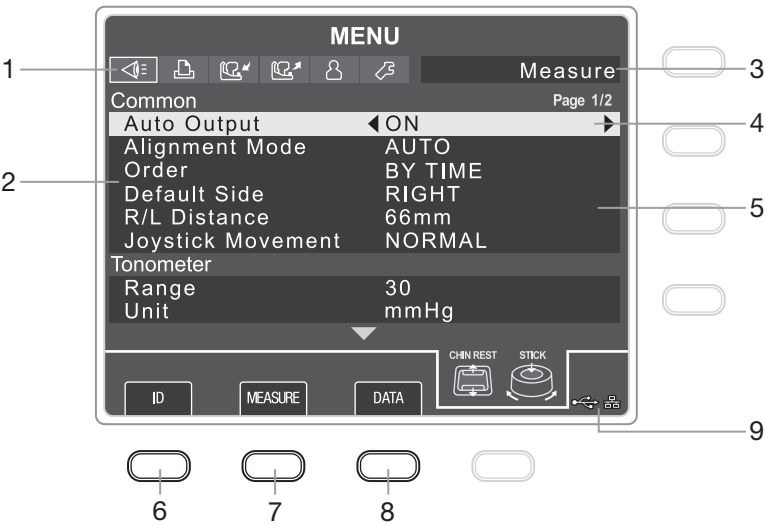 MENU
1
Measure
3
Common
Page 1/2
Auto Output ON
4
Alignment Mode AUTO
Order BY TIME
2
Default Side RIGHT
5
R/L Distance 66mm
Joystick Movement NORMAL
Tonometer
Range 30
Unit mmHg
CHIN REST STICK
ID MEASURE DATA
9
6 7 8